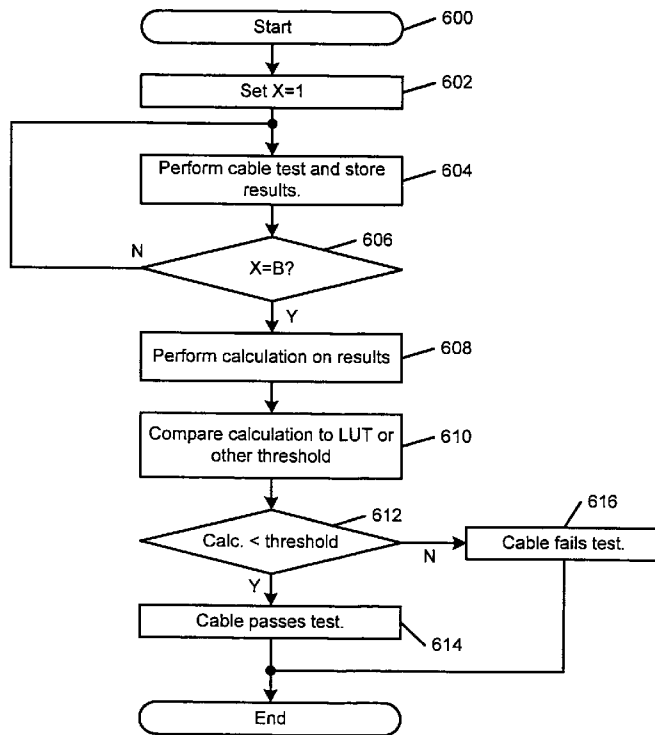 Start
600
Set X=1
602
Perform cable test and store
results.
604
N
606
X=B?
Y
Perform calculation on results
608
Compare calculation to LUT or
other threshold
610
612
616
Calc. < threshold
N
Cable fails test.
Y
Cable passes test.
614
End